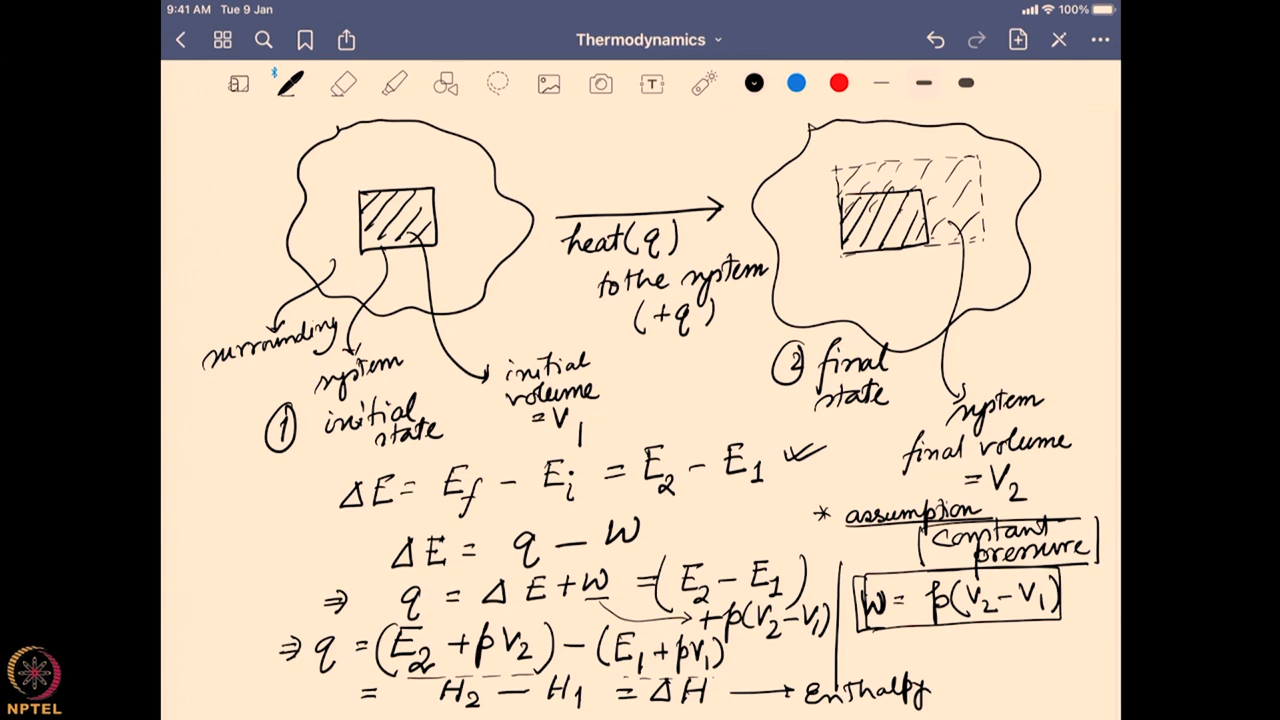 9:41 AM Tue 9 Jan
100%
Thermodynamics
T
heat(q)
to the system
(+q)
surrounding
system
① initial
state
initial
volume
= V₁
② final
state
system
final volume
= V₂
ΔE = E_f - E_i = E₂ - E₁
* assumption
[constant
pressure]
ΔE = q - W
⇒ q = ΔE + w = (E₂ - E₁)
+ p(V₂ - V₁)
W = p(V₂ - V₁)
⇒ q = (E₂ + pV₂) - (E₁ + pV₁)
= H₂ - H₁ = ΔH → Enthalpy
NPTEL